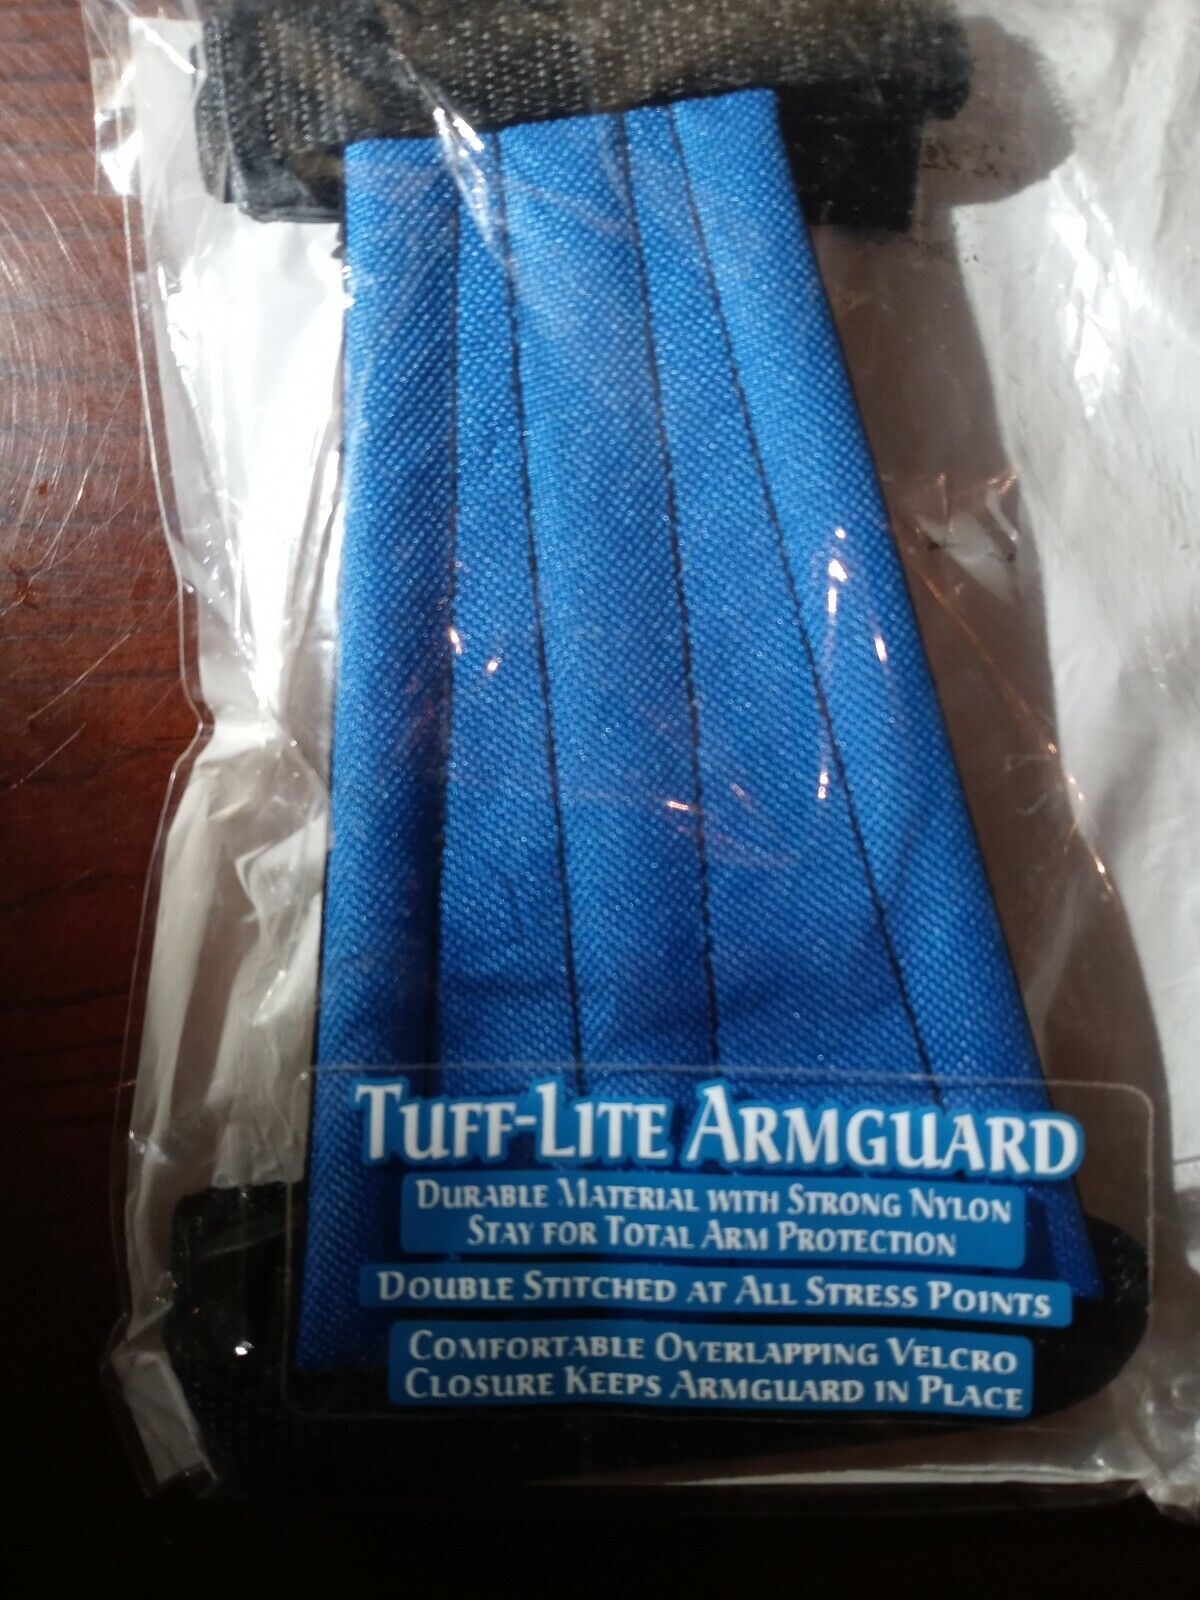 TUFF-LITE ARMGUARD
DURABLE MATERIAL WITH STRONG NYLON
STAY FOR TOTAL ARM PROTECTION
DOUBLE STITCHED AT ALL STRESS POINTS
COMFORTABLE OVERLAPPING VELCRO
CLOSURE KEEPS ARMGUARD IN PLACE